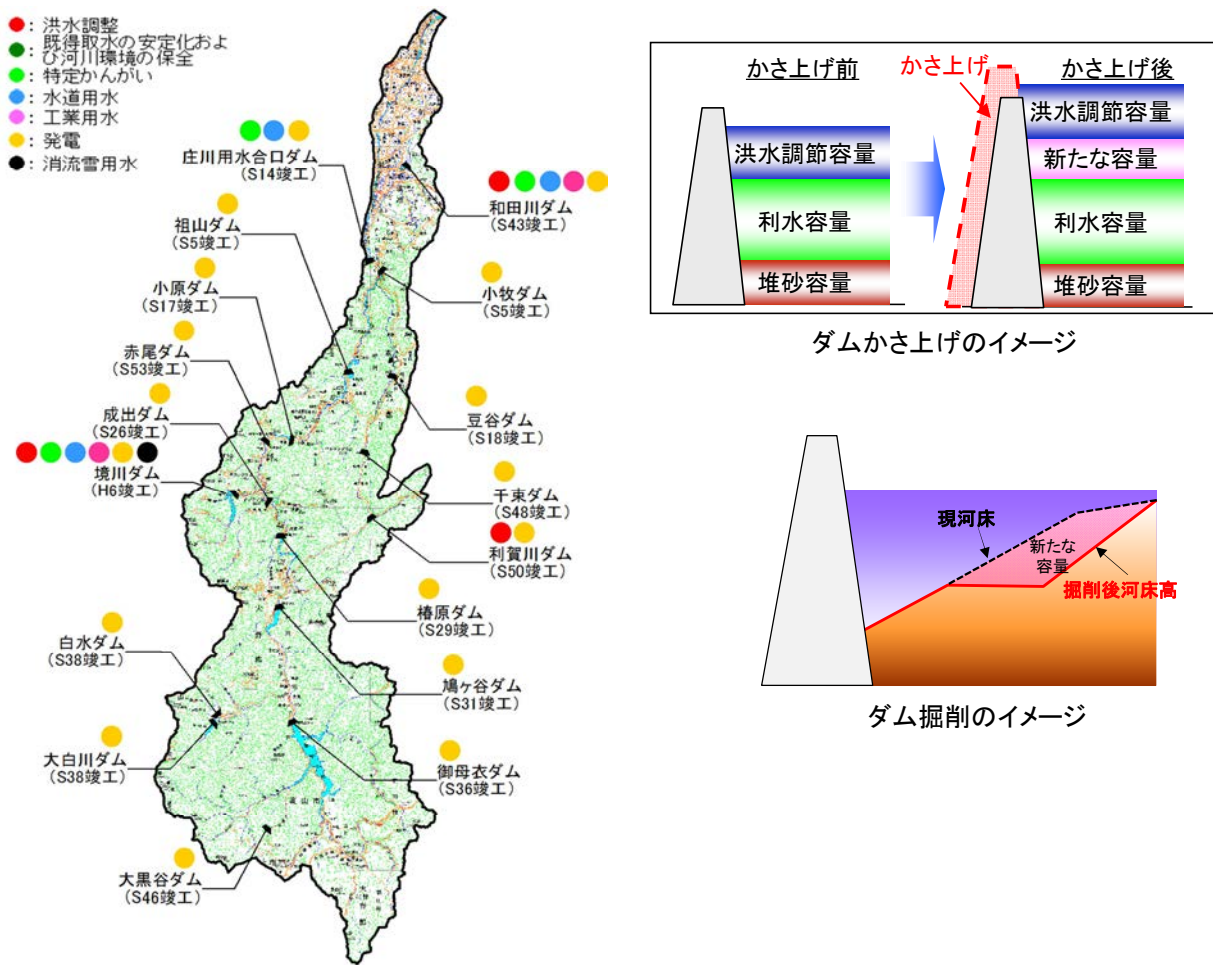 ：洪水調整
：既得取水の安定化およ
び河川環境の保全
：特定かんがい
：水道用水
：工業用水
：発電
：消流雪用水
庄川用水合口ダム
(S14竣工)
和田川ダム
(S43竣工)
祖山ダム
(S5竣工)
小牧ダム
(S5竣工)
小原ダム
(S17竣工)
赤尾ダム
(S53竣工)
豆谷ダム
(S18竣工)
成出ダム
(S26竣工)
境川ダム
(H6竣工)
千束ダム
(S48竣工)
利賀川ダム
(S50竣工)
椿原ダム
(S29竣工)
白水ダム
(S38竣工)
鳩ヶ谷ダム
(S31竣工)
大白川ダム
(S38竣工)
御母衣ダム
(S36竣工)
大黒谷ダム
(S46竣工)
かさ上げ前
かさ上げ
かさ上げ後
洪水調節容量
利水容量
堆砂容量
洪水調節容量
新たな容量
利水容量
堆砂容量
ダムかさ上げのイメージ
現河床
新たな
容量
掘削後河床高
ダム掘削のイメージ